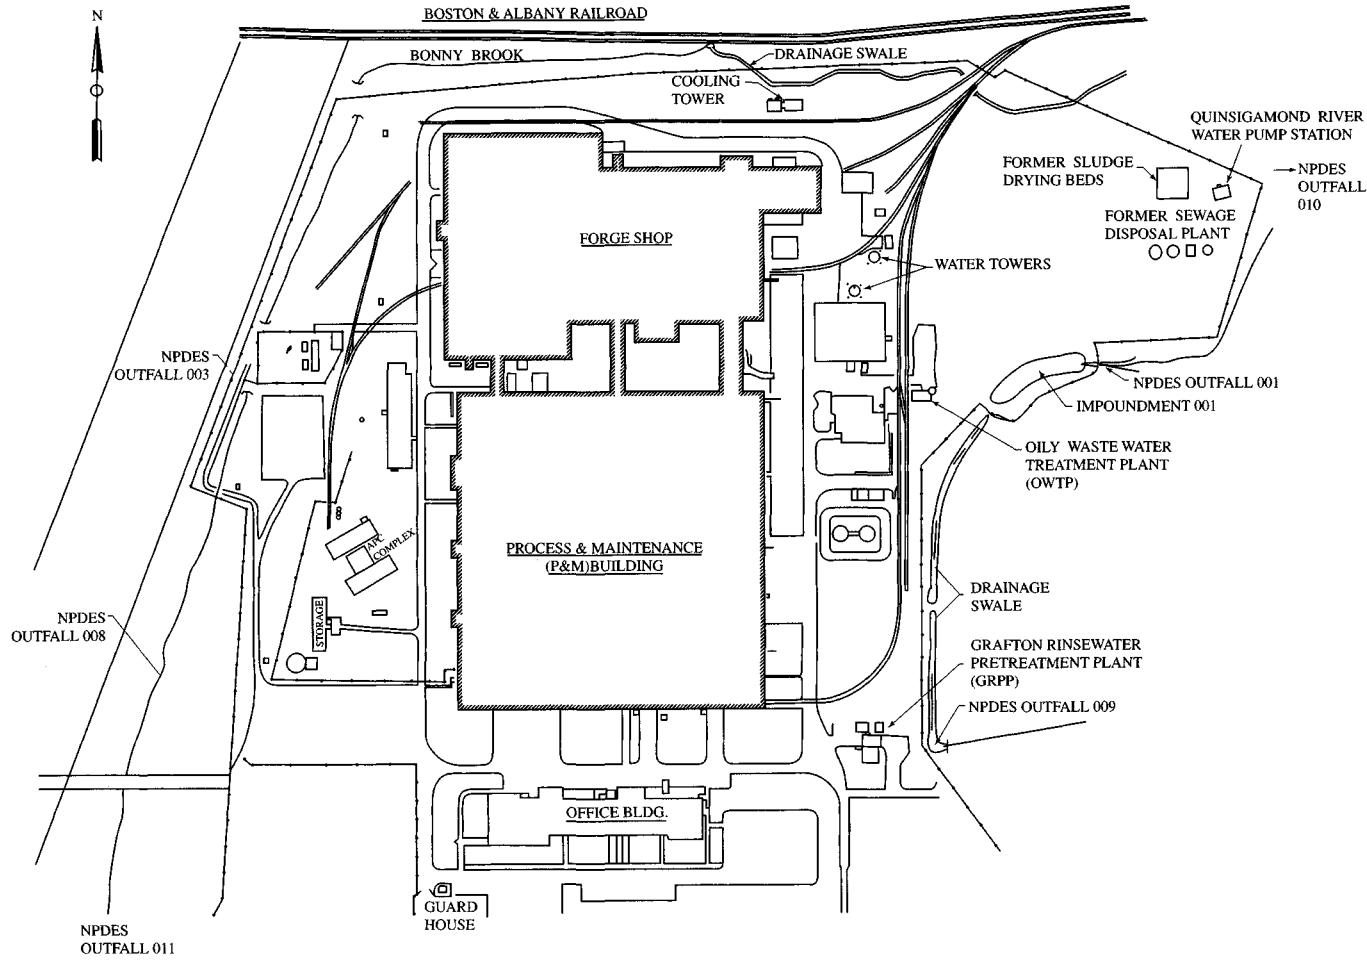 N
BOSTON & ALBANY RAILROAD
BONNY BROOK
DRAINAGE SWALE
COOLING
TOWER
QUINSIGAMOND RIVER
WATER PUMP STATION
FORMER SLUDGE
DRYING BEDS
NPDES
OUTFALL
010
FORMER SEWAGE
DISPOSAL PLANT
FORGE SHOP
WATER TOWERS
NPDES
OUTFALL 003
NPDES OUTFALL 001
IMPOUNDMENT 001
OILY WASTE WATER
TREATMENT PLANT
(OWTP)
APC
COMPLEX
PROCESS & MAINTENANCE
(P&M)BUILDING
DRAINAGE
SWALE
NPDES
OUTFALL 008
STORAGE
GRAFTON RINSEWATER
PRETREATMENT PLANT
(GRPP)
NPDES OUTFALL 009
OFFICE BLDG.
GUARD
HOUSE
NPDES
OUTFALL 011